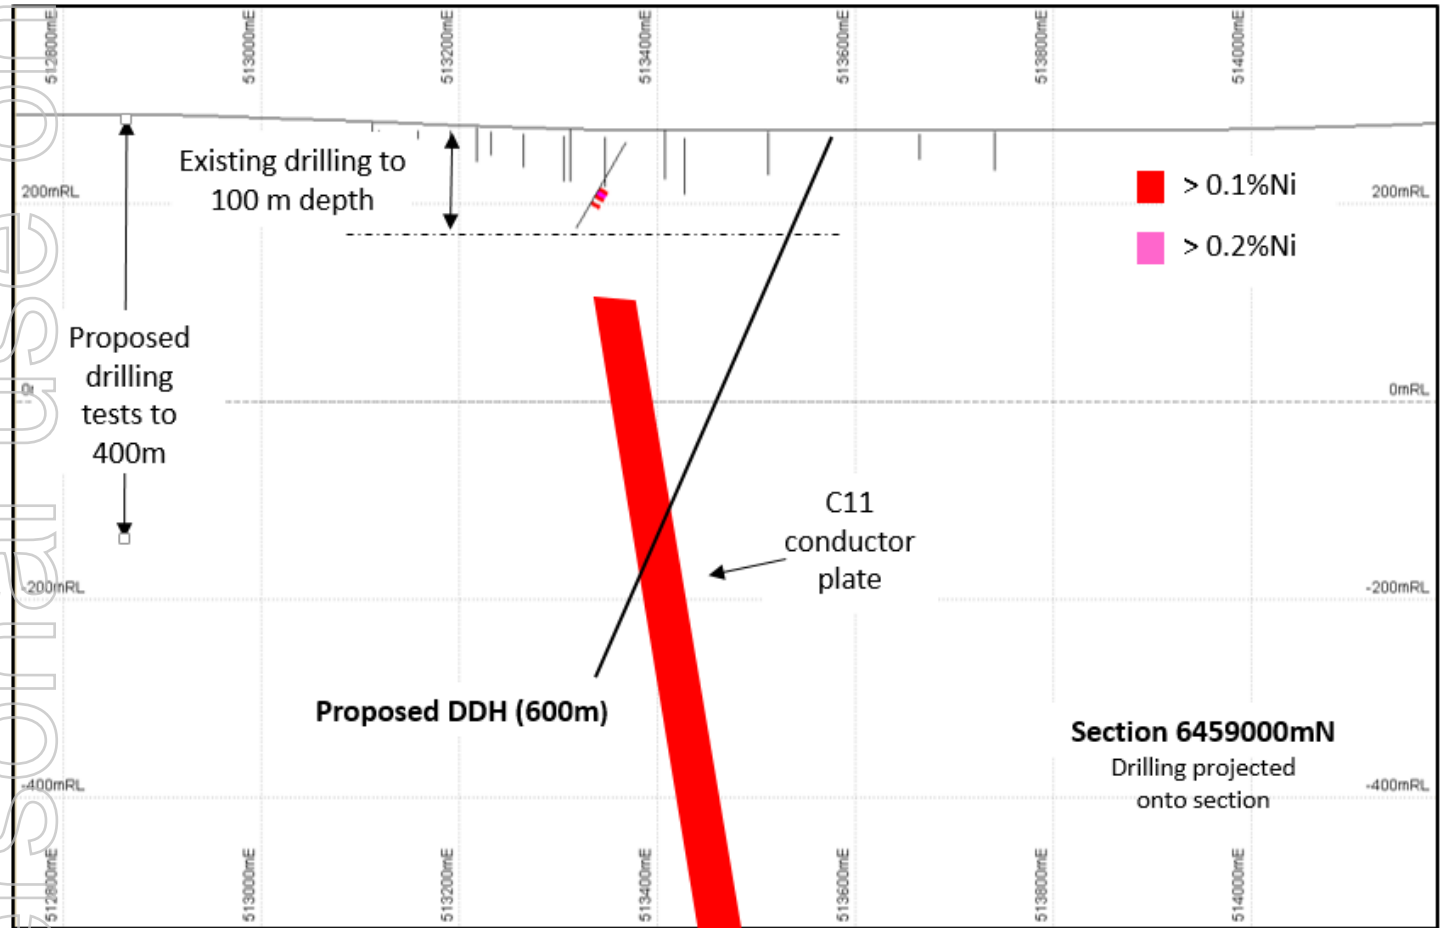 512800mE
513000mE
513200mE
513400mE
513600mE
513800mE
514000mE
Existing drilling to
100 m depth
200mRL
200mRL
> 0.1%Ni
> 0.2%Ni
Proposed
drilling
tests to
400m
0mRL
C11
conductor
plate
-200mRL
-200mRL
Proposed DDH (600m)
Section 6459000mN
Drilling projected
onto section
-400mRL
-400mRL
512800mE
513000mE
513200mE
513400mE
513600mE
513800mE
514000mE